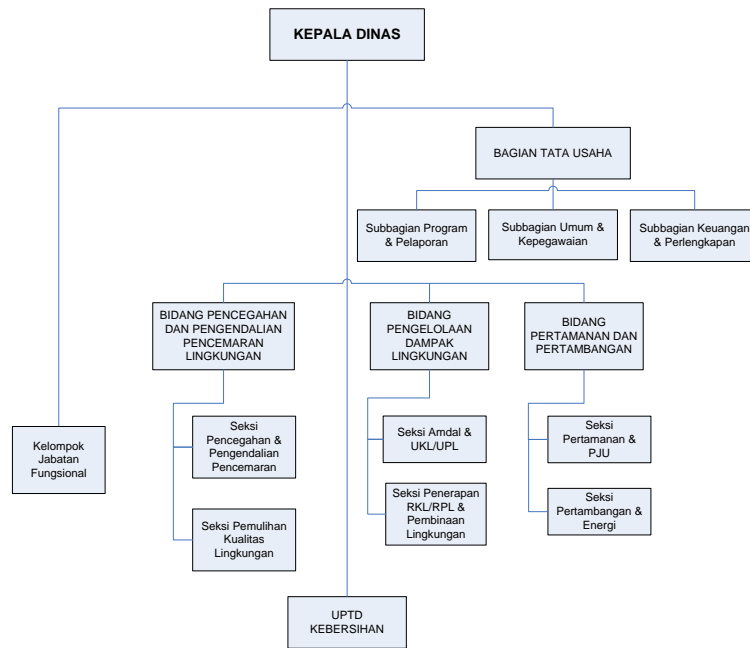 KEPALA DINAS
BAGIAN TATA USAHA
Subbagian Program
& Pelaporan
Subbagian Umum &
Kepegawaian
Subbagian Keuangan
& Perlengkapan
BIDANG PENCEGAHAN
DAN PENGENDALIAN
PENCEMARAN
LINGKUNGAN
BIDANG
PENGELOLAAN
DAMPAK
LINGKUNGAN
BIDANG
PERTAMANAN DAN
PERTAMBANGAN
Kelompok
Jabatan
Fungsional
Seksi
Pencegahan &
Pengendalian
Pencemaran
Seksi Amdal &
UKL/UPL
Seksi
Pertamanan &
PJU
Seksi Pemulihan
Kualitas
Lingkungan
Seksi Penerapan
RKL/RPL &
Pembinaan
Lingkungan
Seksi
Pertambangan
& Energi
UPTD
KEBERSIHAN